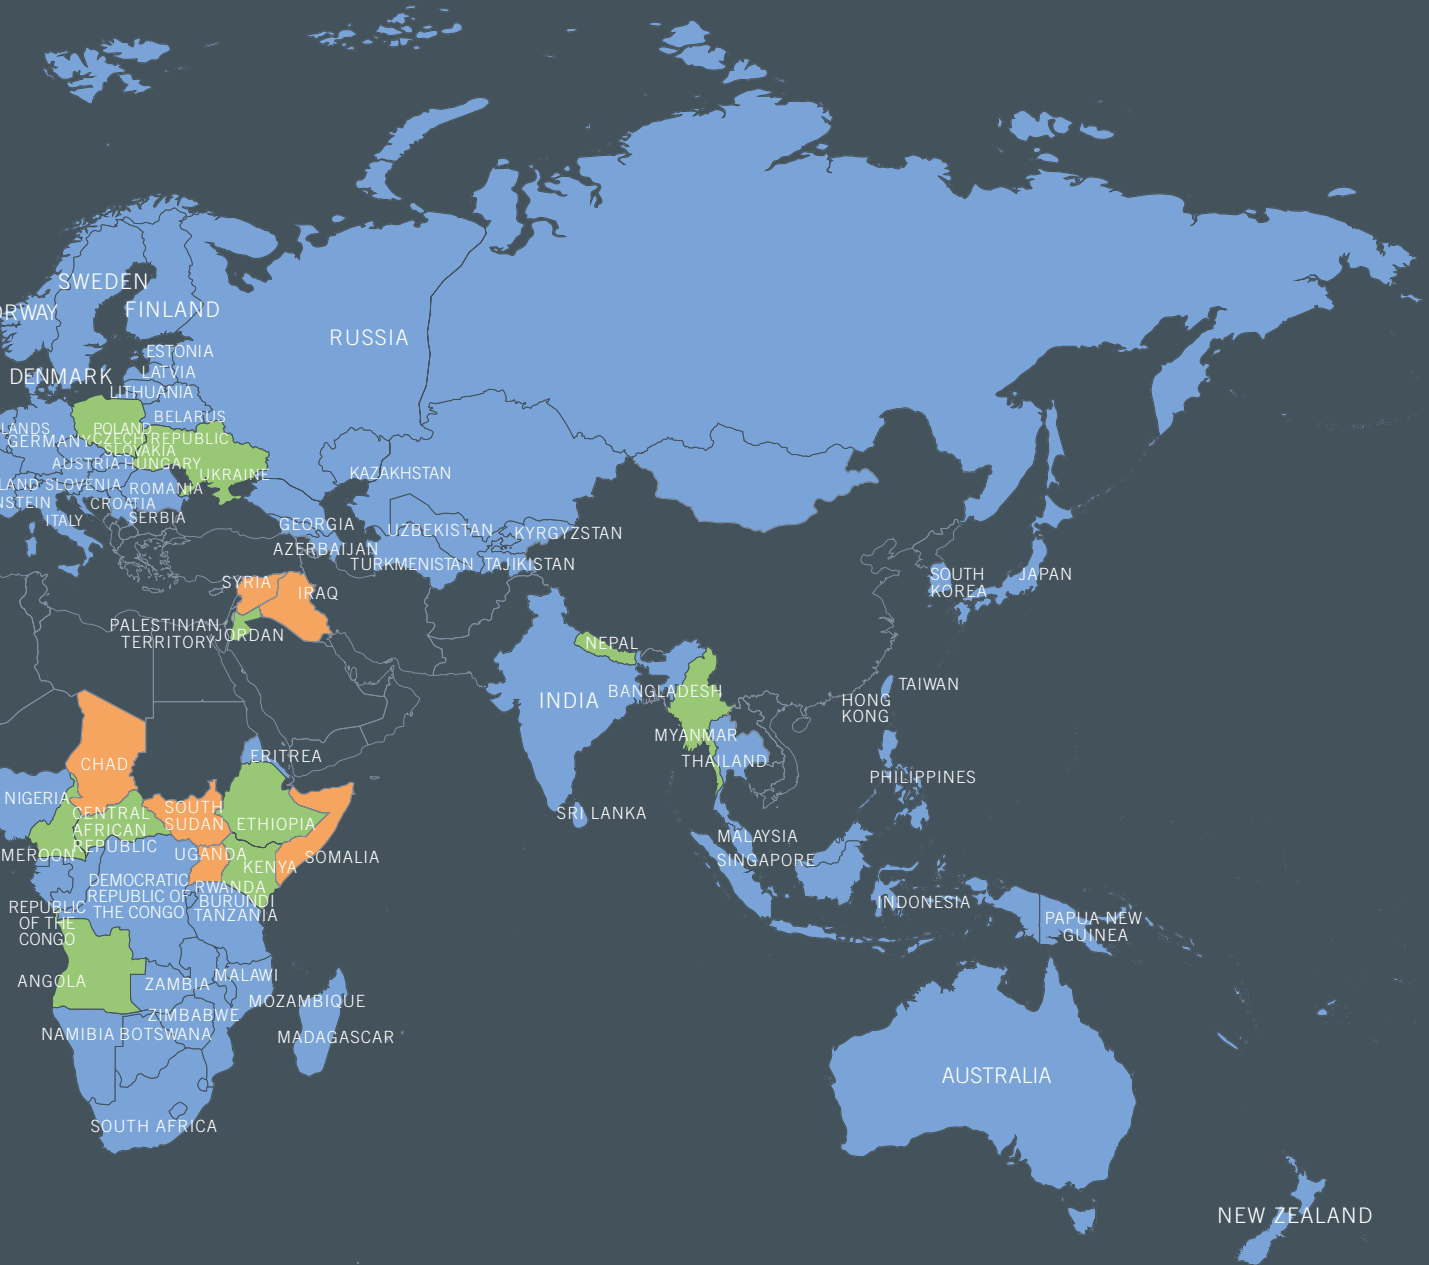 SWEDEN
ORWAY
FINLAND
RUSSIA
ESTONIA
DENMARK
LATVIA
LITHUANIA
BELARUS
LANDS
POLAND
GERMANY
CZECH REPUBLIC
SLOVAKIA
AUSTRIA
HUNGARY
UKRAINE
KAZAKHSTAN
LAND
SLOVENIA
ROMANIA
NSTEIN
CROATIA
ITALY
SERBIA
GEORGIA
UZBEKISTAN
KYRGYZSTAN
AZERBAIJAN
TURKMENISTAN
TAJIKISTAN
SOUTH
KOREA
JAPAN
SYRIA
IRAQ
PALESTINIAN
TERRITORY
JORDAN
NEPAL
INDIA
BANGLADESH
HONG
KONG
TAIWAN
MYANMAR
THAILAND
ERITREA
CHAD
NIGERIA
PHILIPPINES
SOUTH
SUDAN
CENTRAL
AFRICAN
REPUBLIC
ETHIOPIA
SRI LANKA
MALAYSIA
SINGAPORE
MEROON
UGANDA
KENYA
SOMALIA
DEMOCRATIC
REPUBLIC OF
THE CONGO
RWANDA
BURUNDI
TANZANIA
INDONESIA
REPUBLIC
OF THE
CONGO
PAPUA NEW
GUINEA
ANGOLA
ZAMBIA
MALAWI
MOZAMBIQUE
ZIMBABWE
NAMIBIA
BOTSWANA
MADAGASCAR
AUSTRALIA
SOUTH AFRICA
NEW ZEALAND